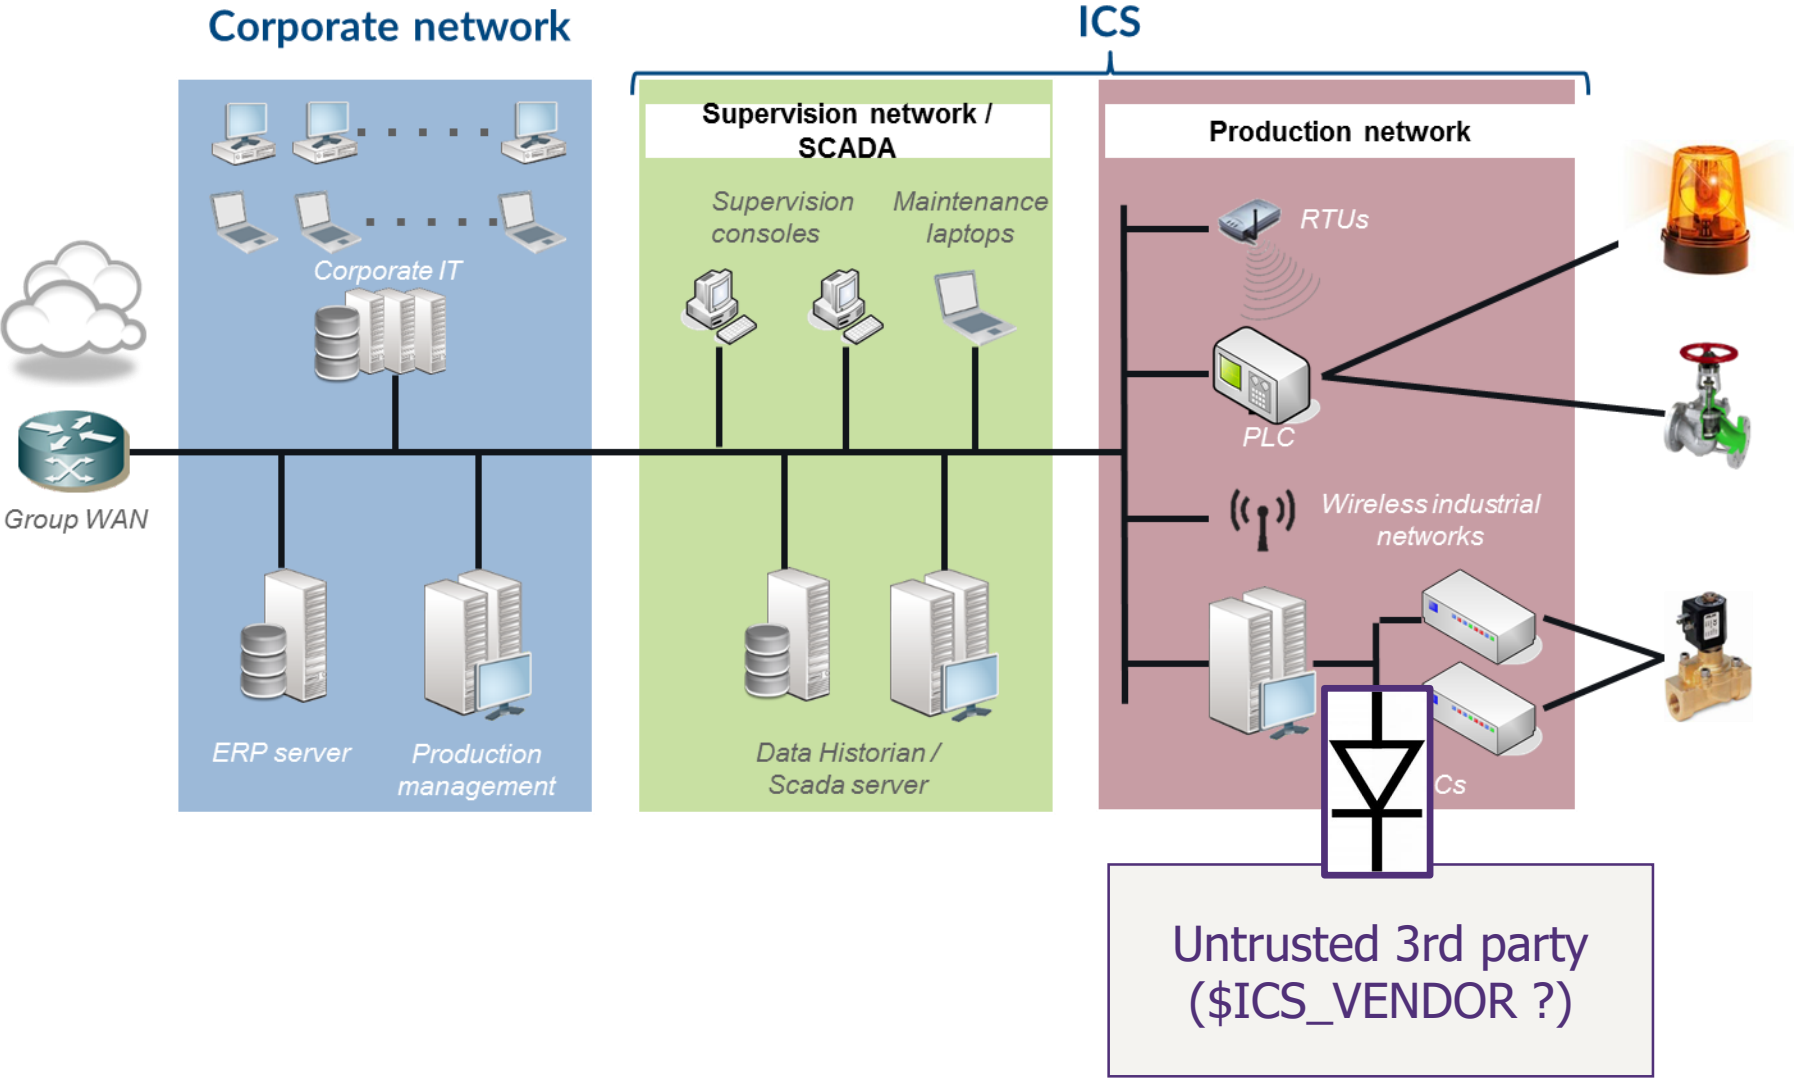 Corporate network
ICS
Supervision network /
SCADA
Production network
Supervision
consoles
Maintenance
laptops
RTUs
Corporate IT
PLC
Group WAN
Wireless industrial
networks
ERP server
Production
management
Data Historian /
Scada server
Cs
Untrusted 3rd party
($ICS_VENDOR ?)